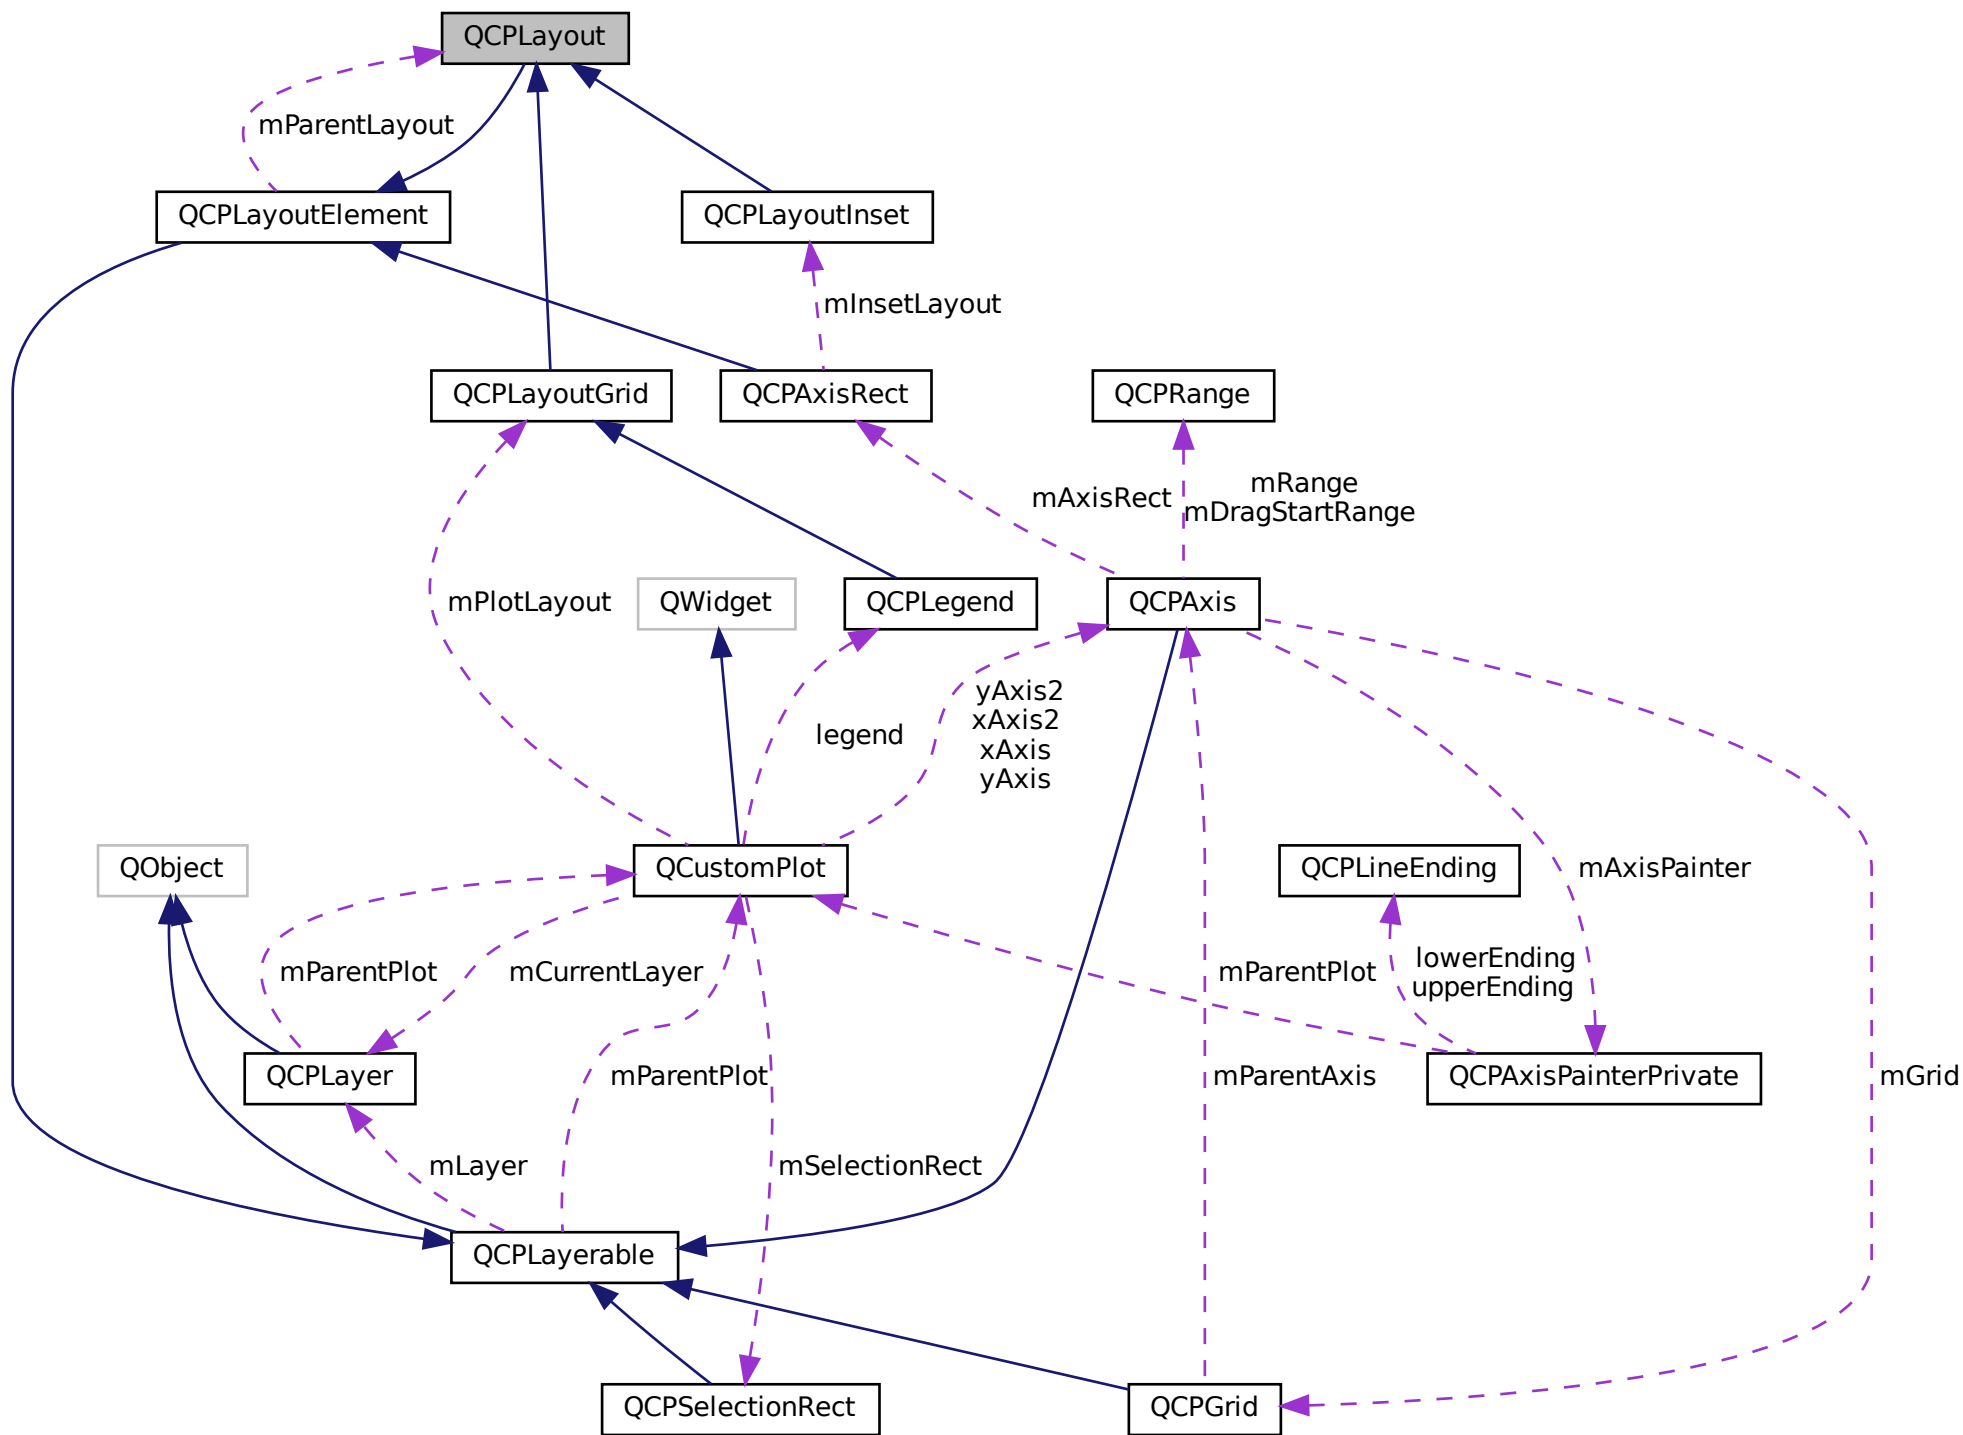 QCPLayout
mParentLayout
QCPLayoutElement
QCPLayoutInset
mInsetLayout
QCPLayoutGrid
QCPAxisRect
QCPRange
mAxisRect
mRange
mDragStartRange
mPlotLayout
QWidget
QCPLegend
QCPAxis
legend
yAxis2
xAxis2
xAxis
yAxis
QObject
QCustomPlot
QCPLineEnding
mAxisPainter
mParentPlot
mCurrentLayer
mParentPlot
lowerEnding
upperEnding
QCPLayer
mParentPlot
mParentAxis
QCPAxisPainterPrivate
mGrid
mLayer
mSelectionRect
QCPLayerable
QCPSelectionRect
QCPGrid